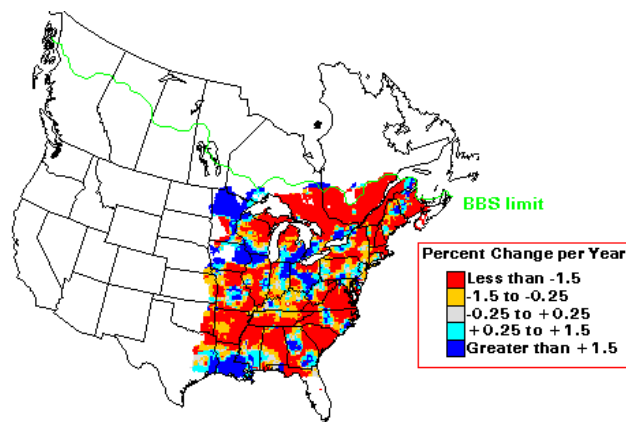 BBS limit
Percent Change per Year
Less than -1.5
-1.5 to -0.25
-0.25 to +0.25
+0.25 to +1.5
Greater than +1.5